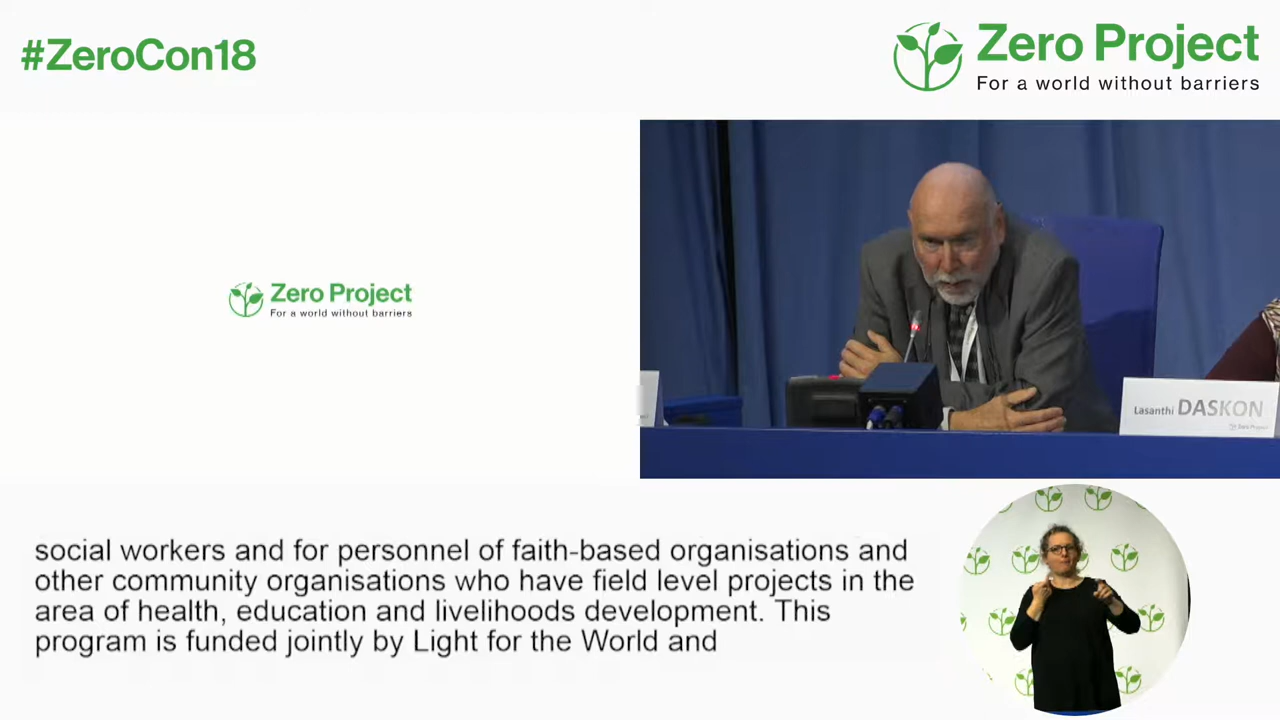 #ZeroCon18
Zero Project
For a world without barriers
Zero Project
For a world without barriers
Lasanthi DASKON
Zero Project
social workers and for personnel of faith-based organisations and
other community organisations who have field level projects in the
area of health, education and livelihoods development. This
program is funded jointly by Light for the World and